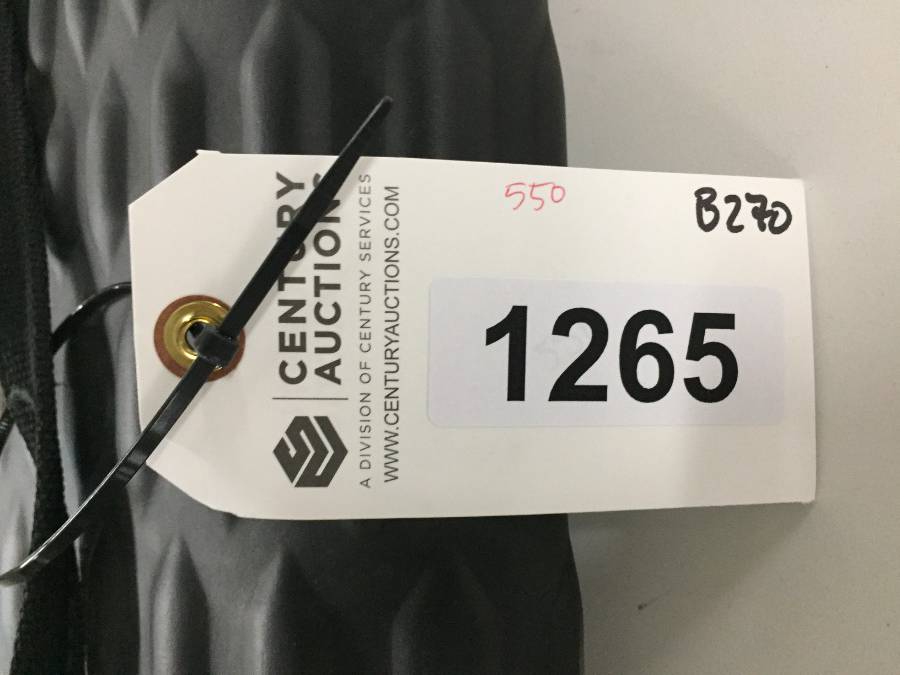 550
B270
1265
CENTURY
AUCTIONS
A DIVISION OF CENTURY SERVICES
WWW.CENTURYAUCTIONS.COM